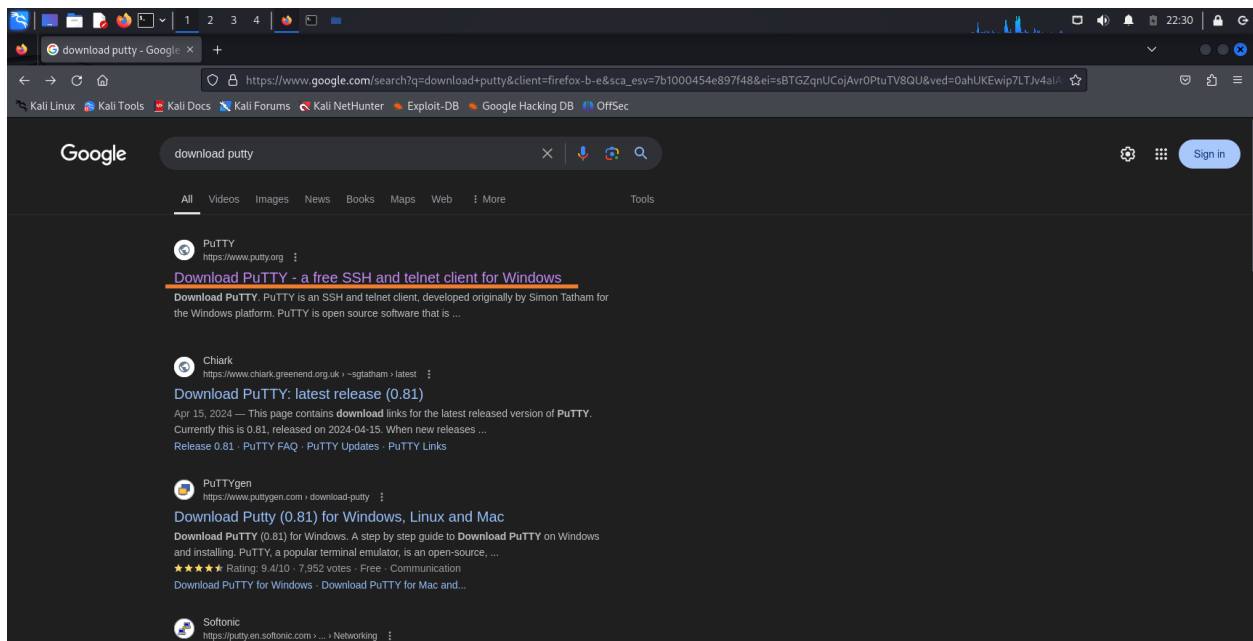 1 2 3 4 22:30
download putty - Google
https://www.google.com/search?q=download+putty&client=firefox-b-e&sca_esv=7b1000454e897f48&ei=sBTGZqnUCojAvr0PtuTV8QU&ved=0ahUKEwip7LTJv4aIA
Kali Linux Kali Tools Kali Docs Kali Forums Kali NetHunter Exploit-DB Google Hacking DB OffSec
Google download putty Sign in
All Videos Images News Books Maps Web More Tools
PuTTY
https://www.putty.org
Download PuTTY - a free SSH and telnet client for Windows
Download PuTTY. PuTTY is an SSH and telnet client, developed originally by Simon Tatham for
the Windows platform. PuTTY is open source software that is ...
Chiark
https://www.chiark.greenend.org.uk › ~sgtatham › latest
Download PuTTY: latest release (0.81)
Apr 15, 2024 — This page contains download links for the latest released version of PuTTY.
Currently this is 0.81, released on 2024-04-15. When new releases ...
Release 0.81 · PuTTY FAQ · PuTTY Updates · PuTTY Links
PuTTYgen
https://www.puttygen.com › download-putty
Download Putty (0.81) for Windows, Linux and Mac
Download PuTTY (0.81) for Windows. A step by step guide to Download PuTTY on Windows
and installing. PuTTY, a popular terminal emulator, is an open-source, ...
Rating: 9.4/10 · 7,952 votes · Free · Communication
Download PuTTY for Windows · Download PuTTY for Mac and...
Softonic
https://putty.en.softonic.com › ... › Networking